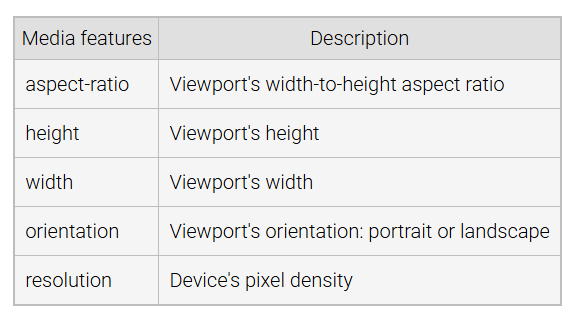 Media features Description
aspect-ratio Viewport's width-to-height aspect ratio
height Viewport's height
width Viewport's width
orientation Viewport's orientation: portrait or landscape
resolution Device's pixel density